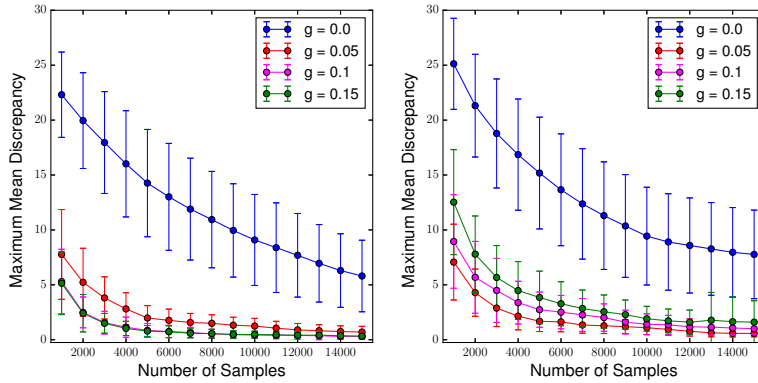 30
25
20
15
10
5
0
Maximum Mean Discrepancy
g = 0.0
g = 0.05
g = 0.1
g = 0.15
2000 4000 6000 8000 10000 12000 14000
Number of Samples
30
25
20
15
10
5
0
Maximum Mean Discrepancy
g = 0.0
g = 0.05
g = 0.1
g = 0.15
2000 4000 6000 8000 10000 12000 14000
Number of Samples